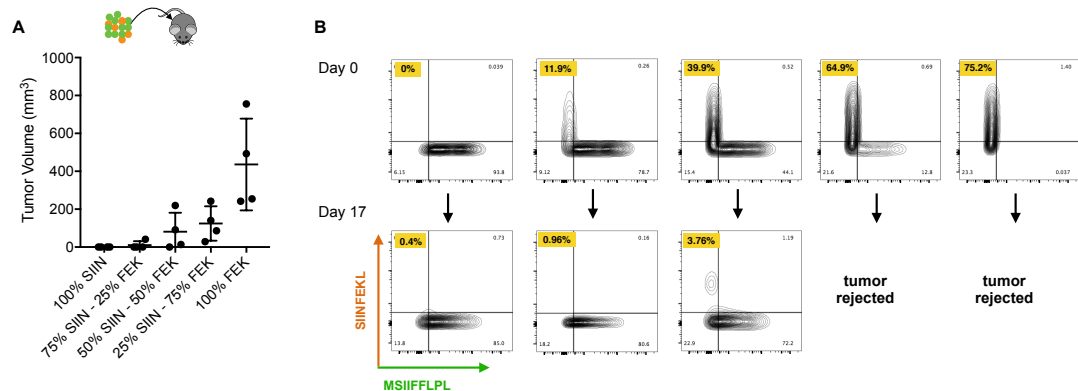 A
B
Tumor Volume (mm3)
1000
800
600
400
200
0
100% SIIN
75% SIIN - 25% FEK
50% SIIN - 50% FEK
25% SIIN - 75% FEK
100% FEK
Day 0
0%
0.039
6.15
93.8
11.9%
0.26
9.12
78.7
39.9%
0.52
15.4
44.1
64.9%
0.69
21.6
12.8
75.2%
1.40
23.3
0.037
Day 17
0.4%
0.73
13.8
85.0
0.96%
0.16
18.2
80.6
3.76%
1.19
22.9
72.2
tumor
rejected
tumor
rejected
SIINFEKL
MSIIFFLPL